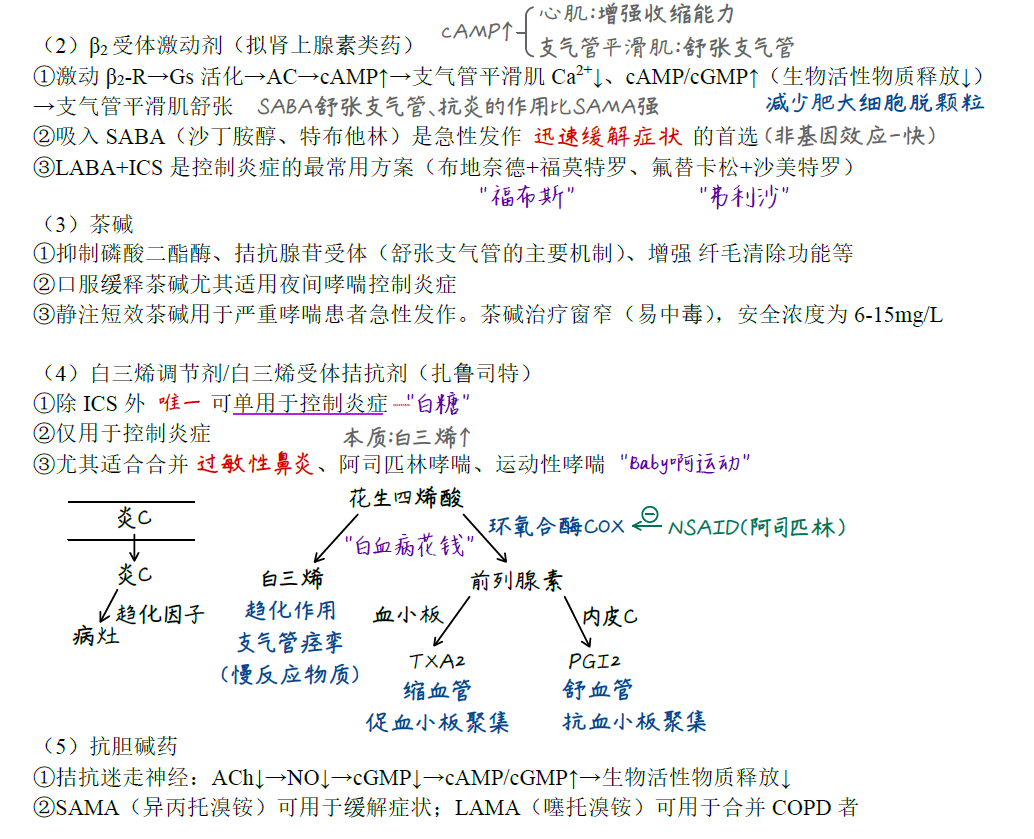 （2）β2 受体激动剂（拟肾上腺素类药）
cAMP↑
心肌:增强收缩能力
支气管平滑肌:舒张支气管
①激动 β2-R→Gs 活化→AC→cAMP↑→支气管平滑肌 Ca2+↓、cAMP/cGMP↑（生物活性物质释放↓）
→支气管平滑肌舒张 SABA舒张支气管、抗炎的作用比SAMA强 减少肥大细胞脱颗粒
②吸入 SABA（沙丁胺醇、特布他林）是急性发作 迅速缓解症状 的首选(非基因效应—快)
③LABA+ICS 是控制炎症的最常用方案（布地奈德+福莫特罗、氟替卡松+沙美特罗）
"福布斯" "弗利沙"
（3）茶碱
①抑制磷酸二酯酶、拮抗腺苷受体（舒张支气管的主要机制）、增强 纤毛清除功能等
②口服缓释茶碱尤其适用夜间哮喘控制炎症
③静注短效茶碱用于严重哮喘患者急性发作。茶碱治疗窗窄（易中毒），安全浓度为 6-15mg/L
（4）白三烯调节剂/白三烯受体拮抗剂（扎鲁司特）
①除 ICS 外 唯一 可单用于控制炎症 —"白糖"
②仅用于控制炎症
本质:白三烯↑
③尤其适合合并 过敏性鼻炎、阿司匹林哮喘、运动性哮喘 "Baby啊运动"
花生四烯酸
炎C
环氧合酶COX ← ⊖ NSAID(阿司匹林)
"白血病花钱"
炎C
白三烯
前列腺素
趋化因子
趋化作用
血小板
内皮C
病灶
支气管痉挛
TXA2
PGI2
(慢反应物质)
缩血管
舒血管
促血小板聚集
抗血小板聚集
（5）抗胆碱药
①拮抗迷走神经：ACh↓→NO↓→cGMP↓→cAMP/cGMP↑→生物活性物质释放↓
②SAMA（异丙托溴铵）可用于缓解症状；LAMA（噻托溴铵）可用于合并 COPD 者